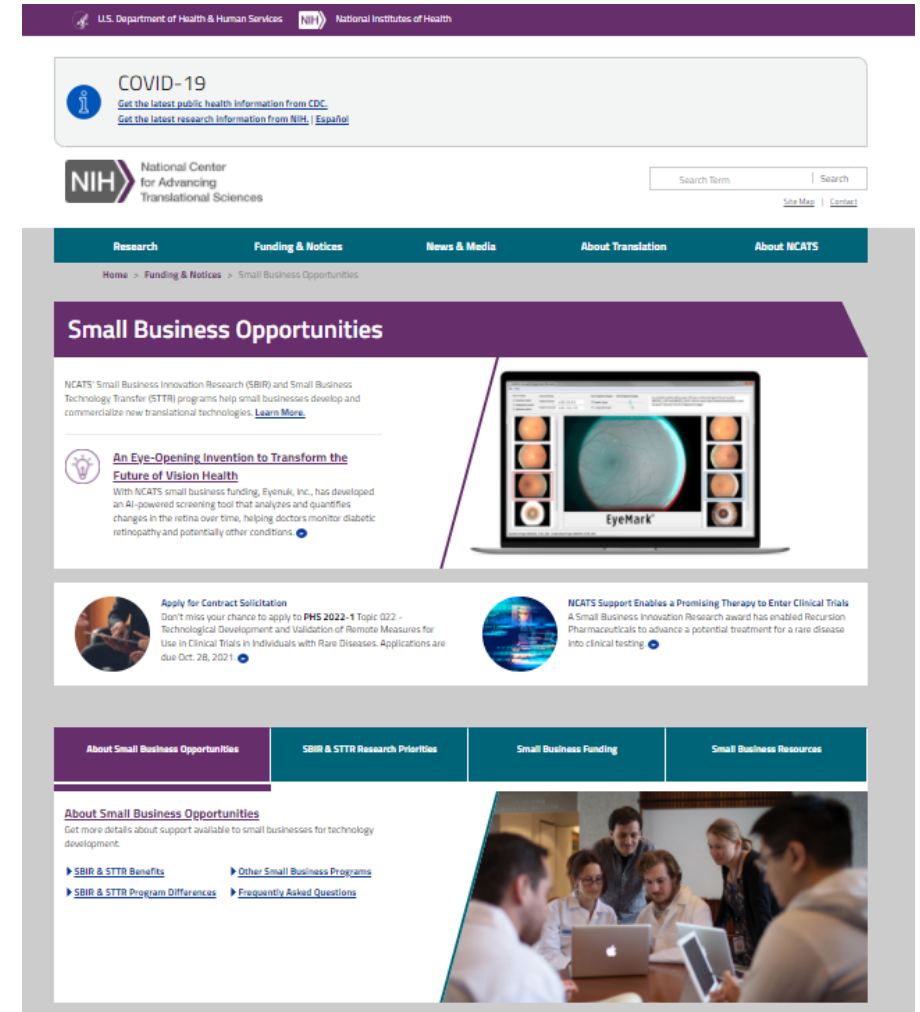 U.S. Department of Health & Human Services
NIH
National Institutes of Health
COVID-19
Get the latest public health information from CDC.
Get the latest research information from NIH. | Español
NIH
National Center
for Advancing
Translational Sciences
Search Term
Search
Site Map | Contact
Research
Funding & Notices
News & Media
About Translation
About NCATS
Home > Funding & Notices > Small Business Opportunities
Small Business Opportunities
NCATS' Small Business Innovation Research (SBIR) and Small Business
Technology Transfer (STTR) programs help small businesses develop and
commercialize new translational technologies. Learn More.
An Eye-Opening Invention to Transform the
Future of Vision Health
With NCATS small business funding, Eyenuk, Inc., has developed
an AI-powered screening tool that analyzes and quantifies
changes in the retina over time, helping doctors monitor diabetic
retinopathy and potentially other conditions.
EyeMark
Apply for Contract Solicitation
Don't miss your chance to apply to PHS 2022-1 Topic 022 -
Technological Development and Validation of Remote Measures for
Use in Clinical Trials in Individuals with Rare Diseases. Applications are
due Oct. 28, 2021.
NCATS Support Enables a Promising Therapy to Enter Clinical Trials
A Small Business Innovation Research award has enabled Recursion
Pharmaceuticals to advance a potential treatment for a rare disease
into clinical testing.
About Small Business Opportunities
SBIR & STTR Research Priorities
Small Business Funding
Small Business Resources
About Small Business Opportunities
Get more details about support available to small businesses for technology
development.
SBIR & STTR Benefits
Other Small Business Programs
SBIR & STTR Program Differences
Frequently Asked Questions